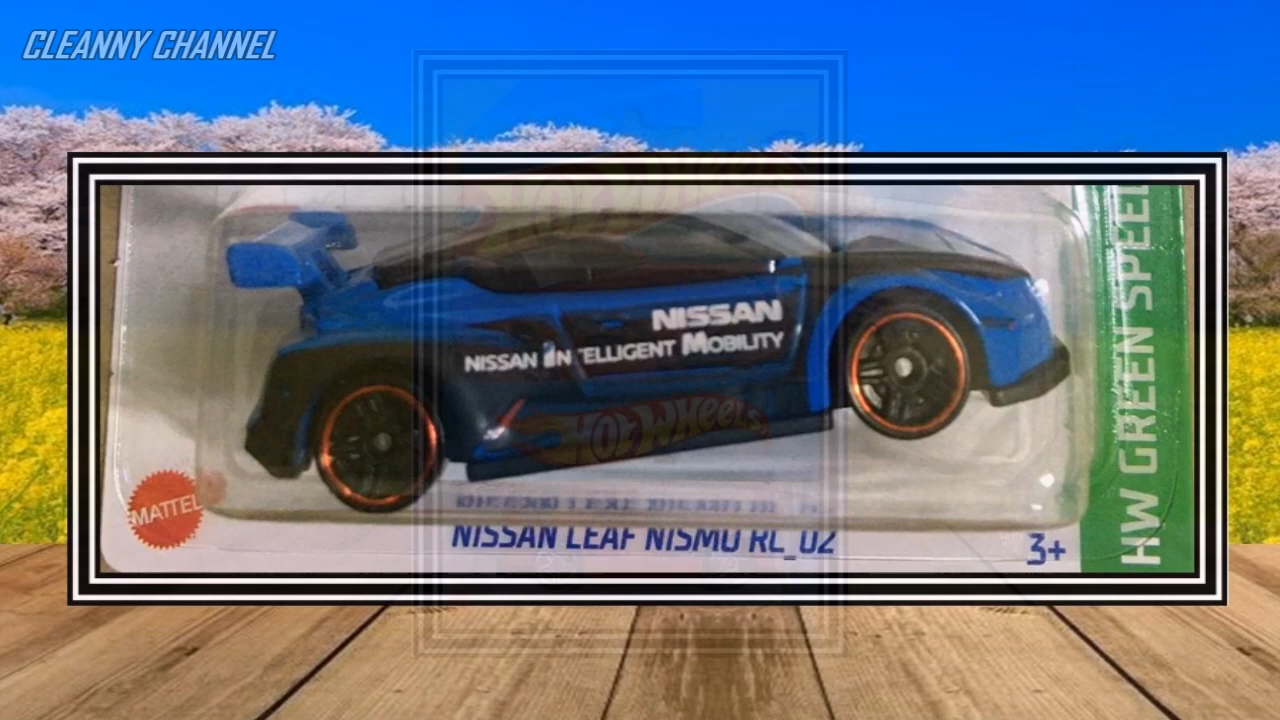 CLEANNY CHANNEL
NISSAN
NISSAN INTELLIGENT MOBILITY
HOT WHEELS
MATTEL
NISSAN LEAF NISMO RC_02
3+
HW GREEN SPEED